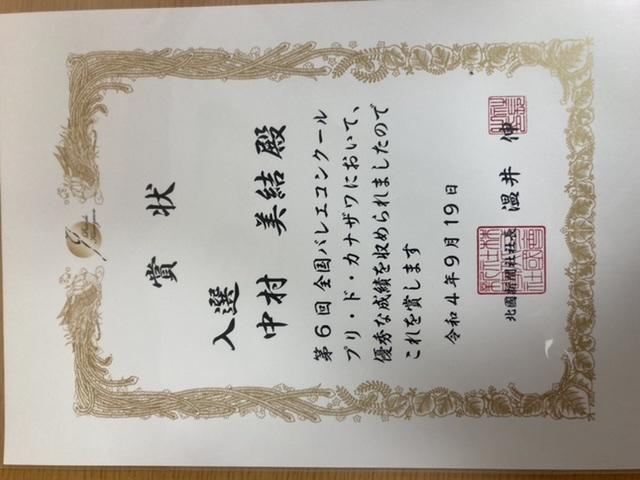 賞状
入選
中村 美結 殿
第6回 全国バレエコンクール
プリ・ド・カナザワにおいて、
優秀な成績を収められましたので
これを賞します
令和4年9月19日
北國新聞社社長 温井 伸